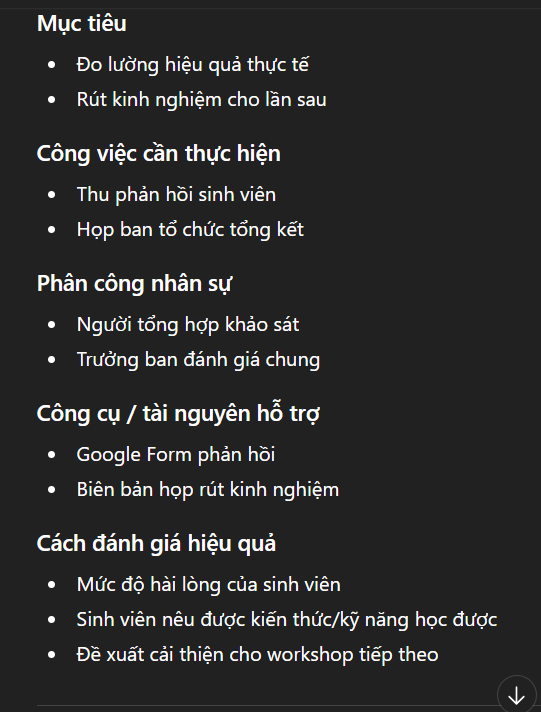 Mục tiêu
Đo lường hiệu quả thực tế
Rút kinh nghiệm cho lần sau
Công việc cần thực hiện
Thu phản hồi sinh viên
Họp ban tổ chức tổng kết
Phân công nhân sự
Người tổng hợp khảo sát
Trưởng ban đánh giá chung
Công cụ / tài nguyên hỗ trợ
Google Form phản hồi
Biên bản họp rút kinh nghiệm
Cách đánh giá hiệu quả
Mức độ hài lòng của sinh viên
Sinh viên nêu được kiến thức/kỹ năng học được
Đề xuất cải thiện cho workshop tiếp theo